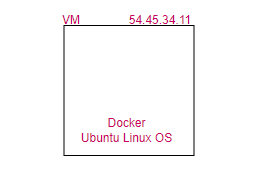 VM 54.45.34.11
Docker
Ubuntu Linux OS